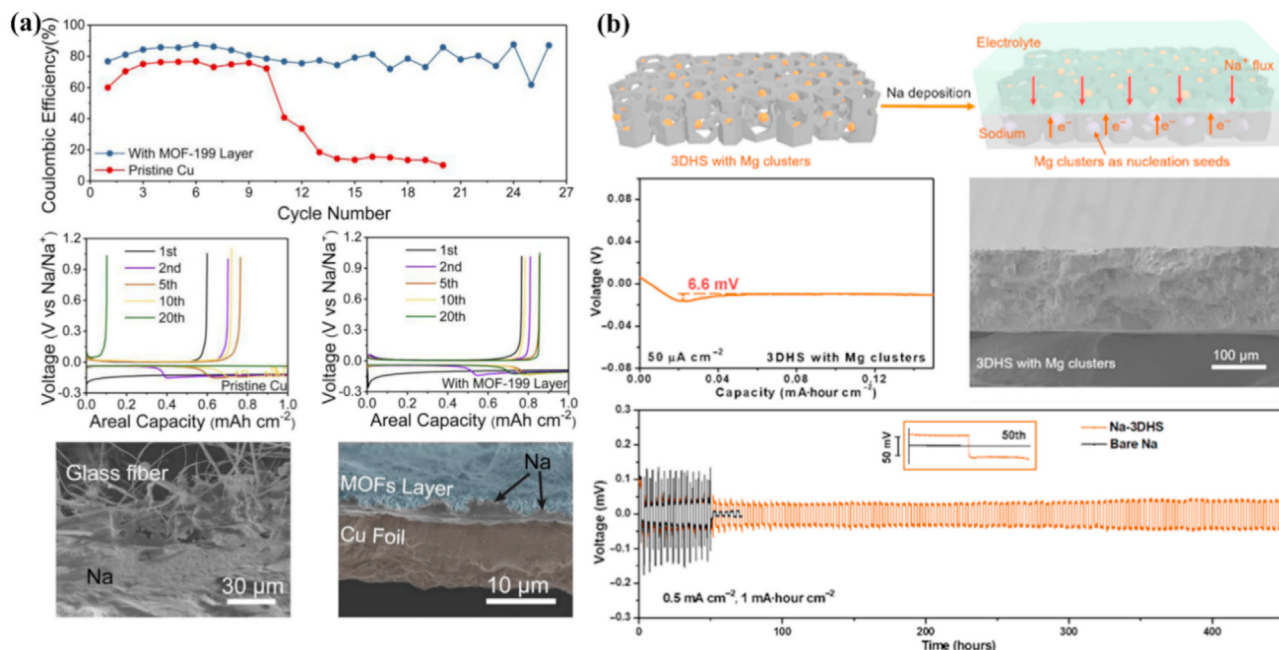 (a)
Coulombic Efficiency(%)
100
80
60
40
20
0
With MOF-199 Layer
Pristine Cu
0 3 6 9 12 15 18 21 24 27
Cycle Number
Voltage (V vs Na/Na⁺)
1.2
0.9
0.6
0.3
0.0
-0.3
1st
2nd
5th
10th
20th
Pristine Cu
0.0 0.2 0.4 0.6 0.8 1.0
Areal Capacity (mAh cm⁻²)
Voltage (V vs Na/Na⁺)
1.2
0.9
0.6
0.3
0.0
-0.3
1st
2nd
5th
10th
20th
With MOF-199 Layer
0.0 0.2 0.4 0.6 0.8 1.0
Areal Capacity (mAh cm⁻²)
Glass fiber
Na
30 μm
Na
MOFs Layer
Cu Foil
10 μm
(b)
3DHS with Mg clusters
Na deposition
Electrolyte
Na⁺ flux
Sodium
e⁻ e⁻ e⁻ e⁻
Mg clusters as nucleation seeds
Volatge (V)
0.08
0.04
0.00
−0.04
−0.08
6.6 mV
50 μA cm⁻²
3DHS with Mg clusters
0.00 0.04 0.08 0.12
Capacity (mA·hour cm⁻²)
3DHS with Mg clusters
100 μm
Voltage (mV)
0.3
0.2
0.1
0.0
−0.1
−0.2
−0.3
50 mV
50th
Na-3DHS
Bare Na
0.5 mA cm⁻², 1 mA·hour cm⁻²
0 100 200 300 400
Time (hours)